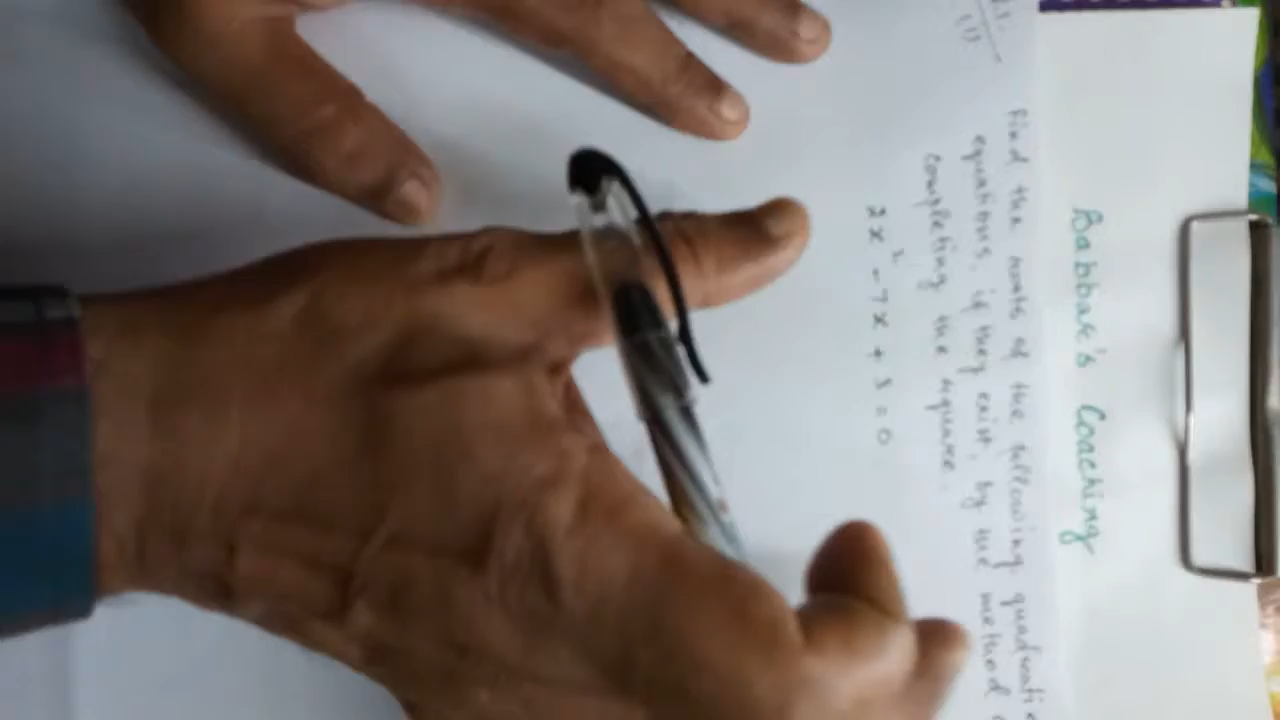 Babbar's Coaching
(1)
Find the roots of the following quadratic
equations, if they exist, by the method
completing the square.
2x² - 7x + 3 = 0